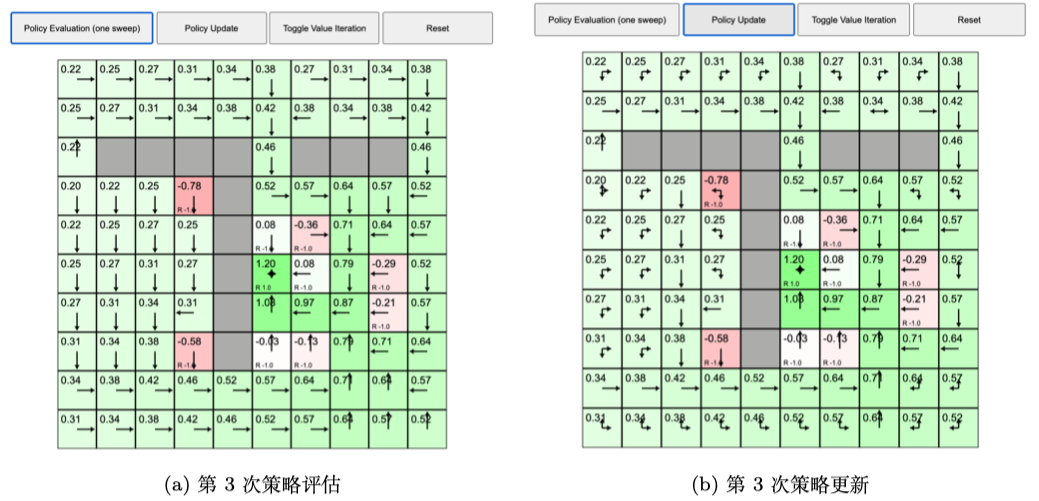 Policy Evaluation (one sweep) Policy Update Toggle Value Iteration Reset
0.22 0.25 0.27 0.31 0.34 0.38 0.27 0.31 0.34 0.38
0.25 0.27 0.31 0.34 0.38 0.42 0.38 0.34 0.38 0.42
0.22 0.46 0.46
0.20 0.22 0.25 -0.78 0.52 0.57 0.64 0.57 0.52
R -1.0
0.22 0.25 0.27 0.25 0.08 -0.36 0.71 0.64 0.57
R -1.0 R -1.0
0.25 0.27 0.31 0.27 1.20 0.08 0.79 -0.29 0.52
R 1.0 R -1.0 R -1.0
0.27 0.31 0.34 0.31 1.08 0.97 0.87 -0.21 0.57
R -1.0
0.31 0.34 0.38 -0.58 -0.03 -0.13 0.79 0.71 0.64
R -1.0 R -1.0 R -1.0
0.34 0.38 0.42 0.46 0.52 0.57 0.64 0.71 0.64 0.57
0.31 0.34 0.38 0.42 0.46 0.52 0.57 0.64 0.57 0.52
(a) 第 3 次策略评估
Policy Evaluation (one sweep) Policy Update Toggle Value Iteration Reset
0.22 0.25 0.27 0.31 0.34 0.38 0.27 0.31 0.34 0.38
0.25 0.27 0.31 0.34 0.38 0.42 0.38 0.34 0.38 0.42
0.22 0.46 0.46
0.20 0.22 0.25 -0.78 0.52 0.57 0.64 0.57 0.52
R -1.0
0.22 0.25 0.27 0.25 0.08 -0.36 0.71 0.64 0.57
R -1.0 R -1.0
0.25 0.27 0.31 0.27 1.20 0.08 0.79 -0.29 0.52
R 1.0 R -1.0 R -1.0
0.27 0.31 0.34 0.31 1.08 0.97 0.87 -0.21 0.57
R -1.0
0.31 0.34 0.38 -0.58 -0.03 -0.13 0.79 0.71 0.64
R -1.0 R -1.0 R -1.0
0.34 0.38 0.42 0.46 0.52 0.57 0.64 0.71 0.64 0.57
0.31 0.34 0.38 0.42 0.46 0.52 0.57 0.64 0.57 0.52
(b) 第 3 次策略更新